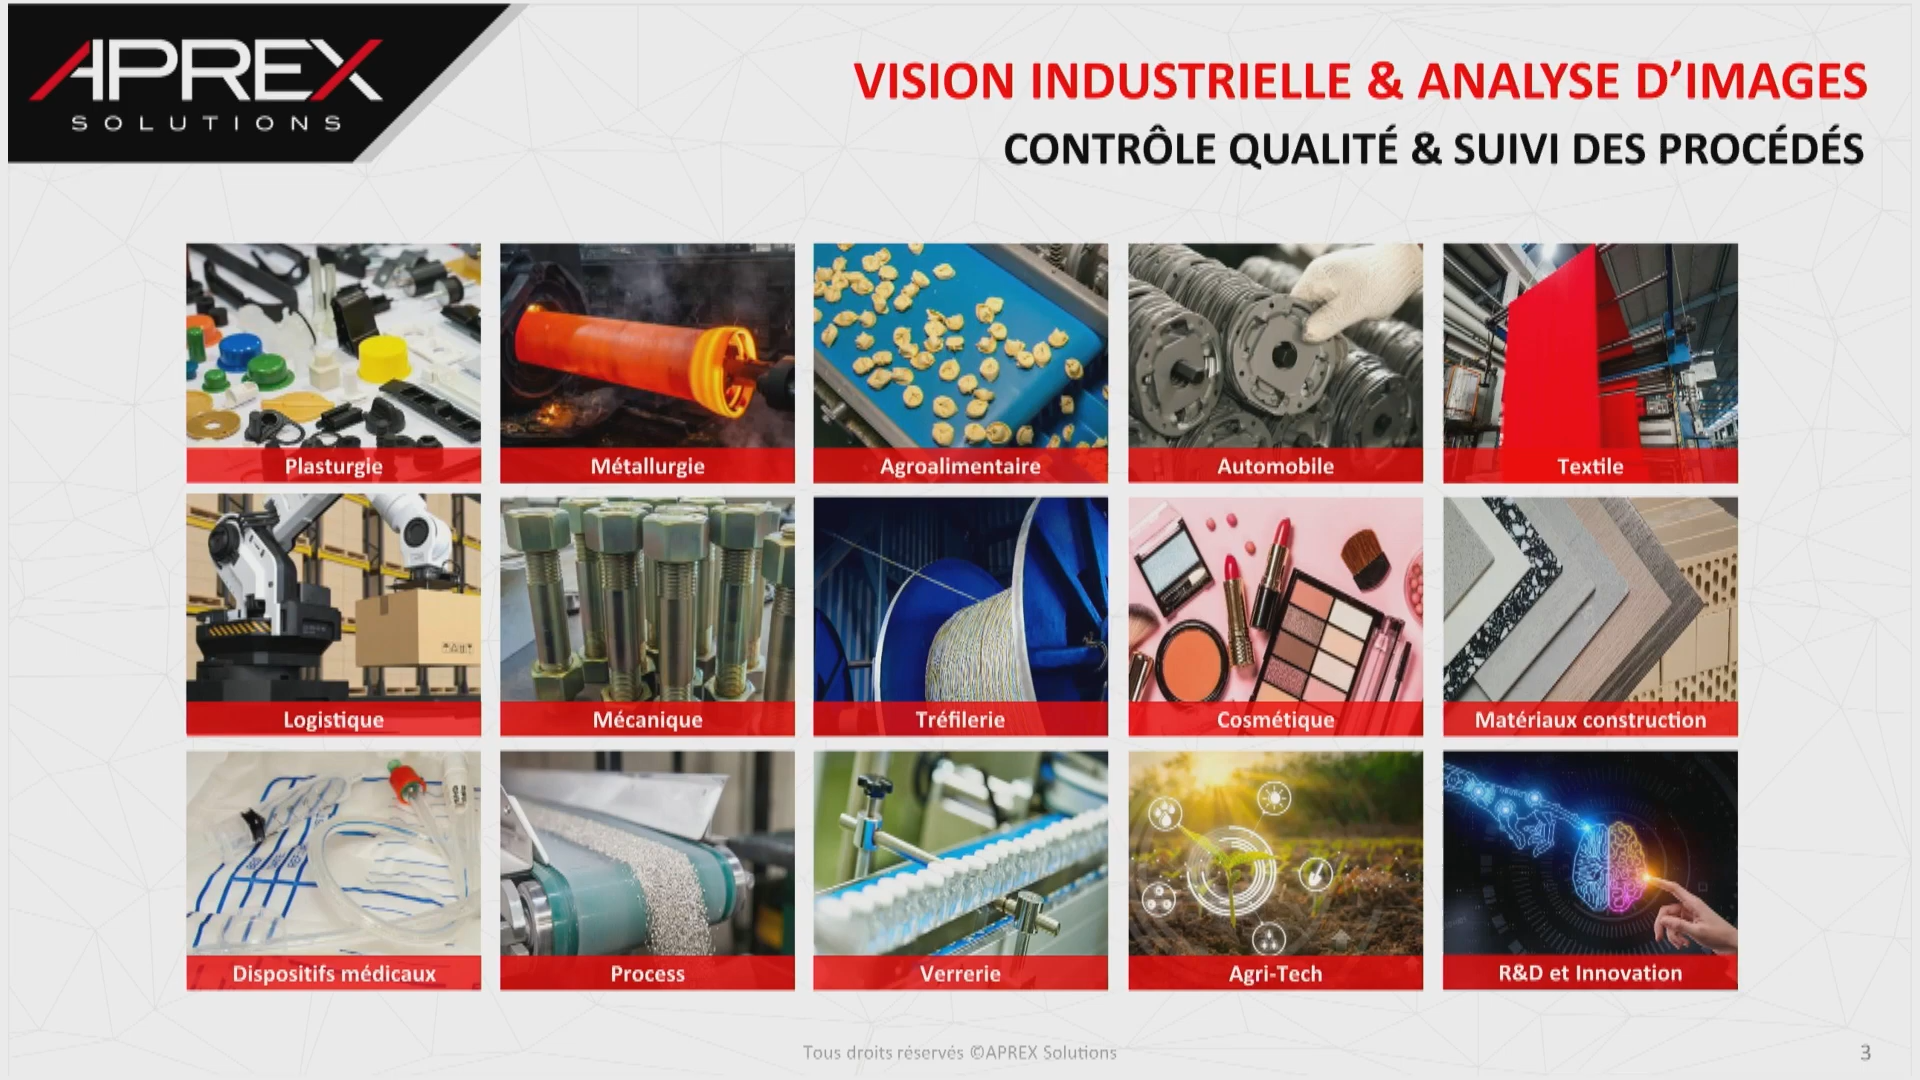 APREX
SOLUTIONS
VISION INDUSTRIELLE & ANALYSE D’IMAGES
CONTRÔLE QUALITÉ & SUIVI DES PROCÉDÉS
Plasturgie
Métallurgie
Agroalimentaire
Automobile
Textile
Logistique
Mécanique
Tréfilerie
Cosmétique
Matériaux construction
Dispositifs médicaux
Process
Verrerie
Agri-Tech
R&D et Innovation
Tous droits réservés ©APREX Solutions
3